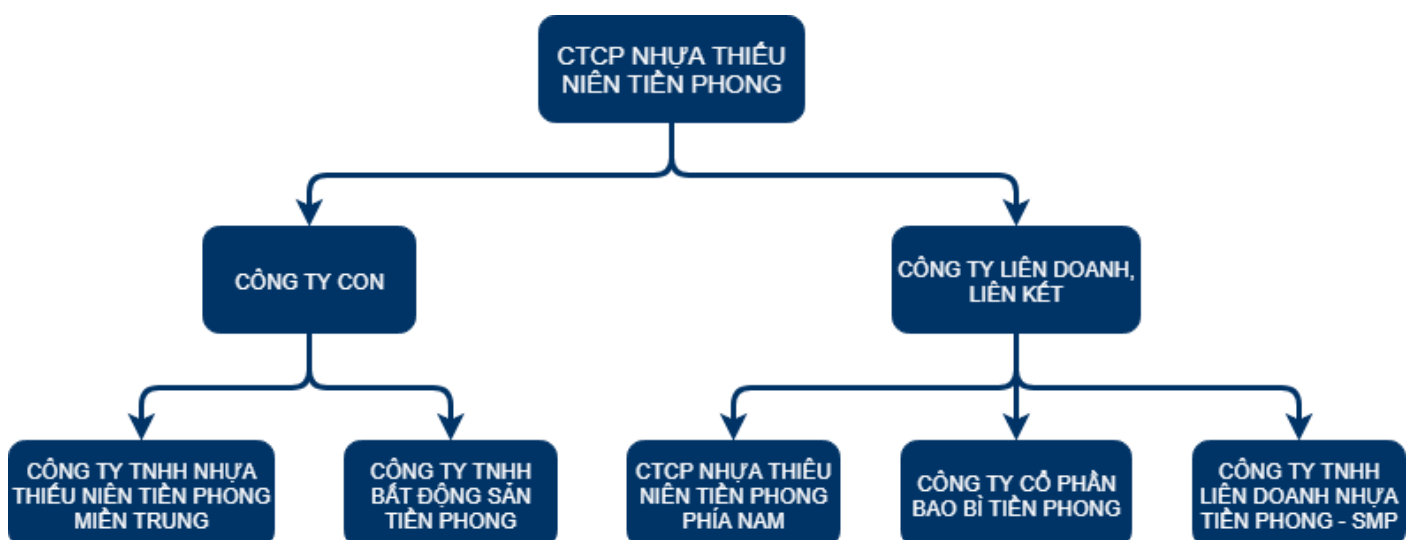 CTCP NHỰA THIẾU
NIÊN TIỀN PHONG
CÔNG TY CON
CÔNG TY LIÊN DOANH,
LIÊN KẾT
CÔNG TY TNHH NHỰA
THIẾU NIÊN TIỀN PHONG
MIỀN TRUNG
CÔNG TY TNHH
BẤT ĐỘNG SẢN
TIỀN PHONG
CTCP NHỰA THIẾU
NIÊN TIỀN PHONG
PHÍA NAM
CÔNG TY CỔ PHẦN
BAO BÌ TIỀN PHONG
CÔNG TY TNHH
LIÊN DOANH NHỰA
TIỀN PHONG - SMP